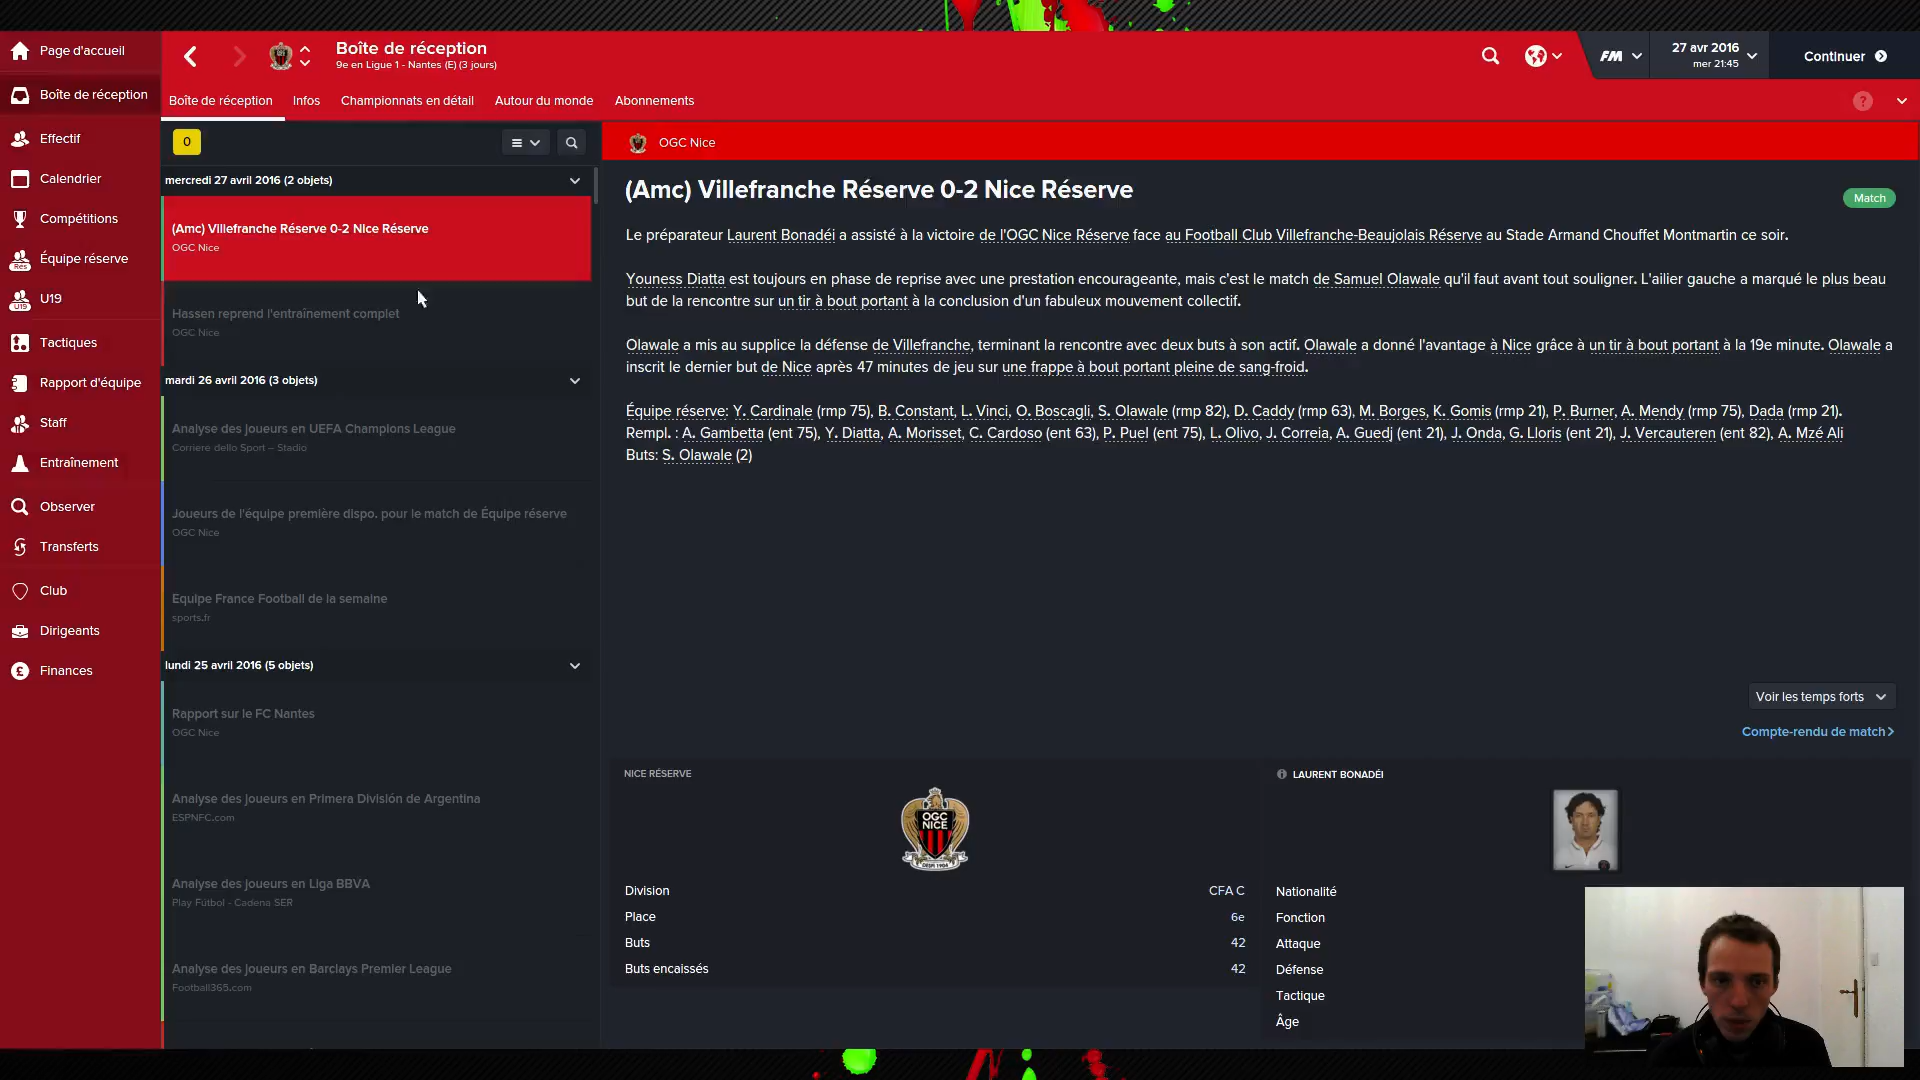 Page d'accueil
Boîte de réception
Effectif
Calendrier
Compétitions
Équipe réserve
U19
Tactiques
Rapport d'équipe
Staff
Entraînement
Observer
Transferts
Club
Dirigeants
Finances
Boîte de réception
9e en Ligue 1 - Nantes (E) (3 jours)
FM
27 avr 2016
mer 21:45
Continuer
Boîte de réception Infos Championnats en détail Autour du monde Abonnements
?
0
mercredi 27 avril 2016 (2 objets)
(Amc) Villefranche Réserve 0-2 Nice Réserve
OGC Nice
Hassen reprend l'entraînement complet
OGC Nice
mardi 26 avril 2016 (3 objets)
Analyse des joueurs en UEFA Champions League
Corriere dello Sport – Stadio
Joueurs de l'équipe première dispo. pour le match de Équipe réserve
OGC Nice
Equipe France Football de la semaine
sports.fr
lundi 25 avril 2016 (5 objets)
Rapport sur le FC Nantes
OGC Nice
Analyse des joueurs en Primera División de Argentina
ESPNFC.com
Analyse des joueurs en Liga BBVA
Play Fútbol - Cadena SER
Analyse des joueurs en Barclays Premier League
Football365.com
OGC Nice
(Amc) Villefranche Réserve 0-2 Nice Réserve
Match
Le préparateur Laurent Bonadéi a assisté à la victoire de l'OGC Nice Réserve face au Football Club Villefranche-Beaujolais Réserve au Stade Armand Chouffet Montmartin ce soir.
Youness Diatta est toujours en phase de reprise avec une prestation encourageante, mais c'est le match de Samuel Olawale qu'il faut avant tout souligner. L'ailier gauche a marqué le plus beau
but de la rencontre sur un tir à bout portant à la conclusion d'un fabuleux mouvement collectif.
Olawale a mis au supplice la défense de Villefranche, terminant la rencontre avec deux buts à son actif. Olawale a donné l'avantage à Nice grâce à un tir à bout portant à la 19e minute. Olawale a
inscrit le dernier but de Nice après 47 minutes de jeu sur une frappe à bout portant pleine de sang-froid.
Équipe réserve: Y. Cardinale (rmp 75), B. Constant, L. Vinci, O. Boscagli, S. Olawale (rmp 82), D. Caddy (rmp 63), M. Borges, K. Gomis (rmp 21), P. Burner, A. Mendy (rmp 75), Dada (rmp 21).
Rempl. : A. Gambetta (ent 75), Y. Diatta, A. Morisset, C. Cardoso (ent 63), P. Puel (ent 75), L. Olivo, J. Correia, A. Guedj (ent 21), J. Onda, G. Lloris (ent 21), J. Vercauteren (ent 82), A. Mzé Ali
Buts: S. Olawale (2)
Voir les temps forts
Compte-rendu de match
NICE RÉSERVE
OGC
NICE
Division CFA C
Place 6e
Buts 42
Buts encaissés 42
LAURENT BONADÉI
Nationalité
Fonction
Attaque
Défense
Tactique
Âge